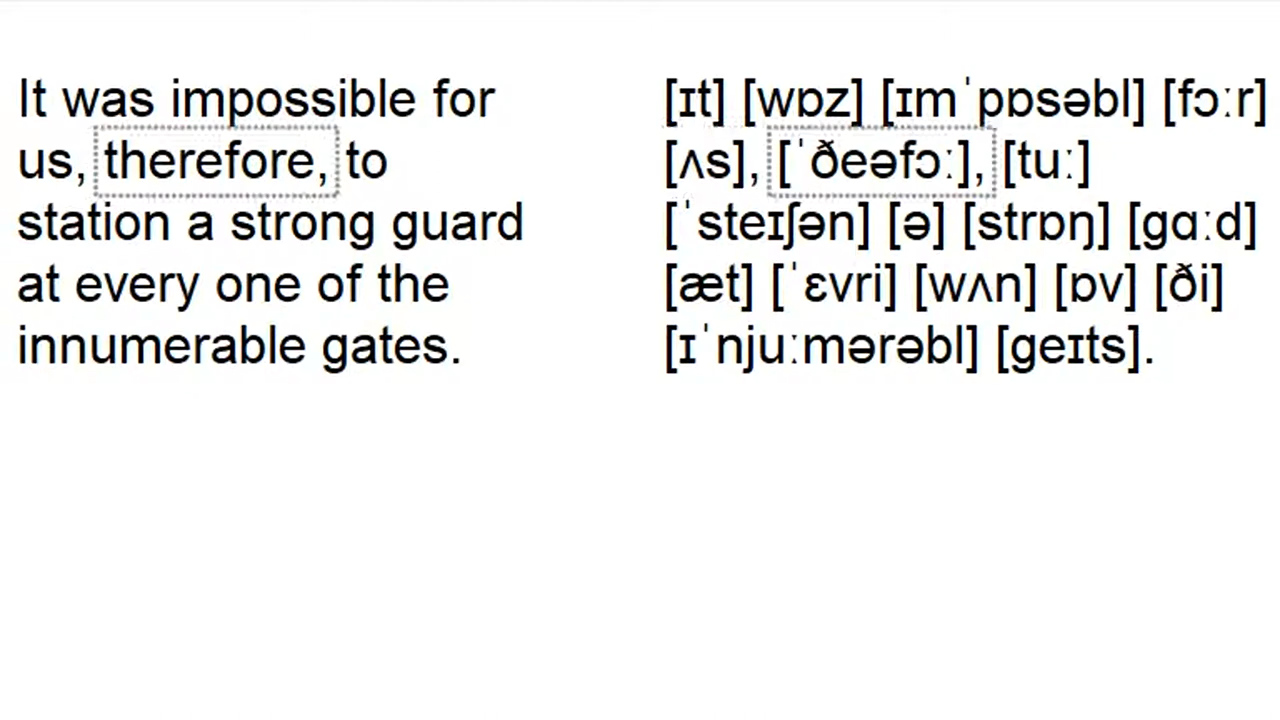 It was impossible for
us, therefore, to
station a strong guard
at every one of the
innumerable gates.
[ɪt] [wɒz] [ɪmˈpɒsəbl] [fɔːr]
[ʌs], [ˈðeəfɔː], [tuː]
[ˈsteɪʃən] [ə] [strɒŋ] [gɑːd]
[æt] [ˈɛvri] [wʌn] [ɒv] [ði]
[ɪˈnjuːmərəbl] [geɪts].